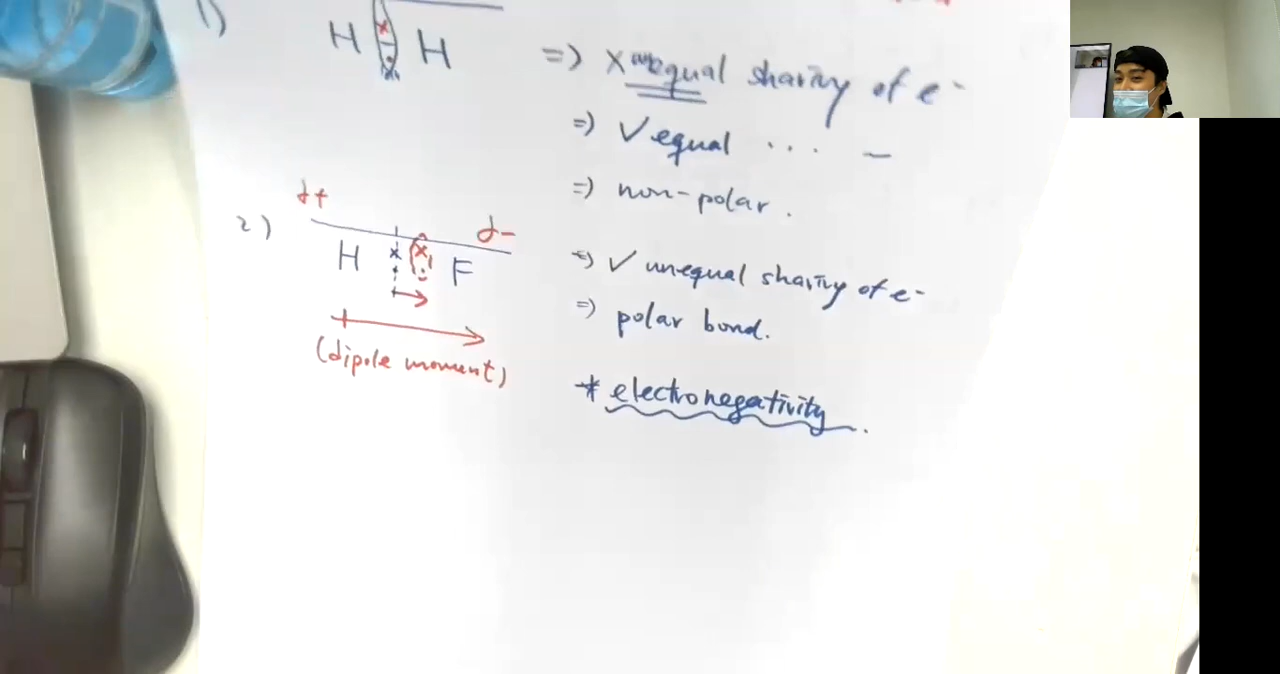 1)
H x H
=> x unequal sharing of e-
=> ✓ equal ... -
=> non-polar.
2)
δ+ δ-
H x x F
=> ✓ unequal sharing of e-
=> polar bond.
(dipole moment)
* electronegativity.